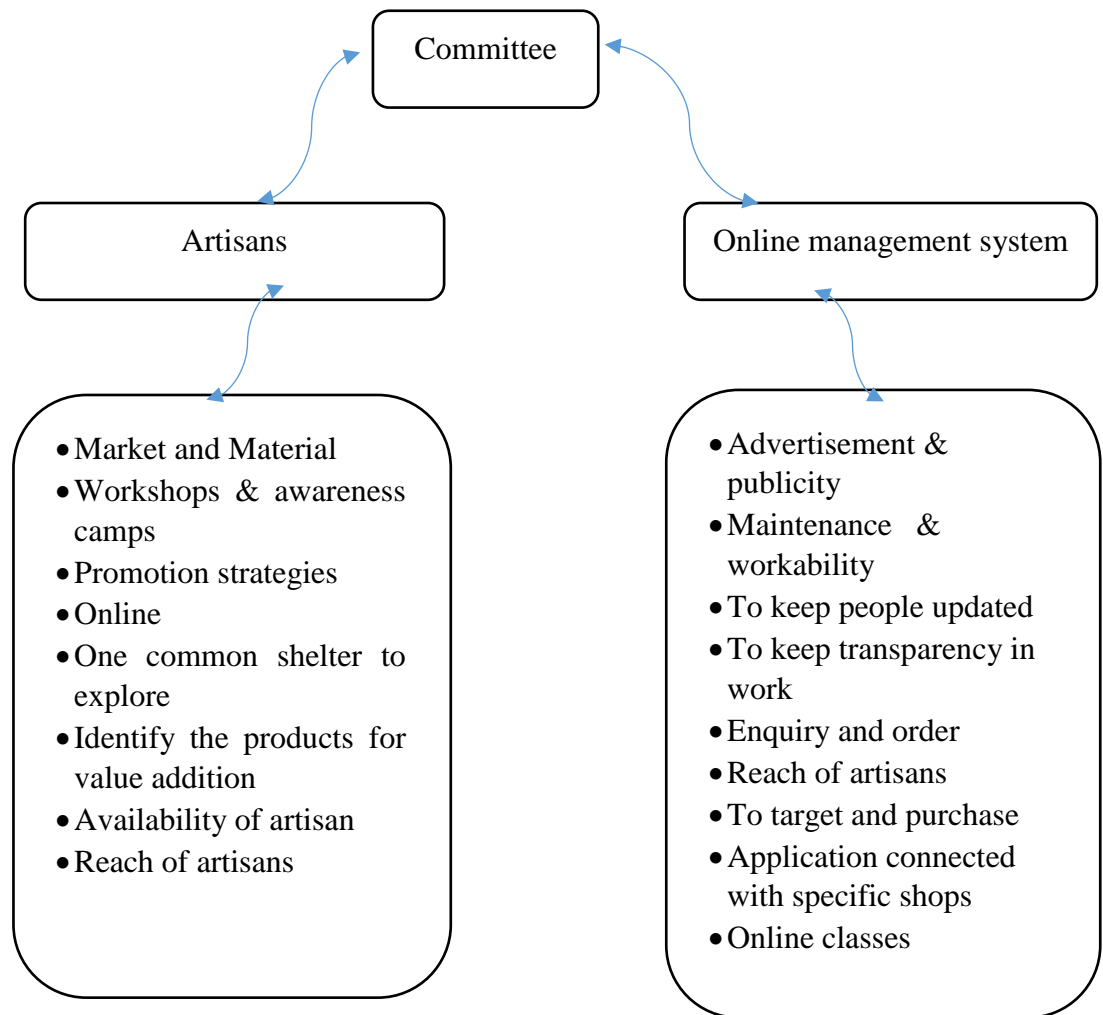 Committee
Artisans
Online management system
•Market and Material
•Workshops & awareness
camps
•Promotion strategies
•Online
•One common shelter to
explore
•Identify the products for
value addition
•Availability of artisan
•Reach of artisans
•Advertisement &
publicity
•Maintenance &
workability
•To keep people updated
•To keep transparency in
work
•Enquiry and order
•Reach of artisans
•To target and purchase
•Application connected
with specific shops
•Online classes